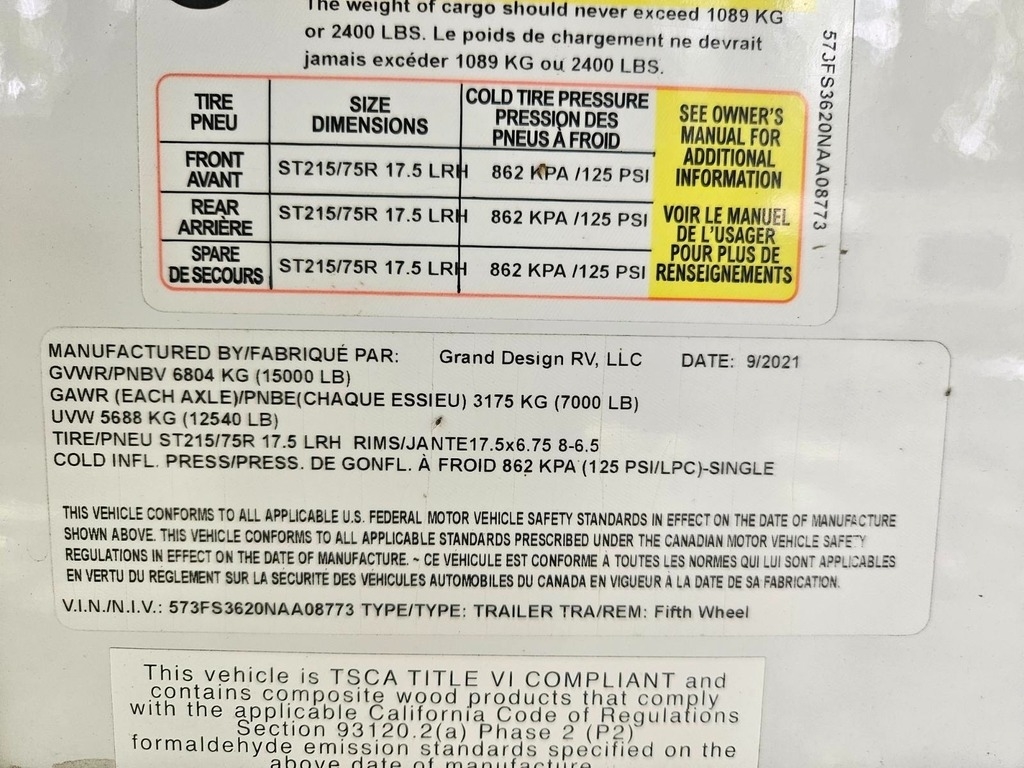 The weight of cargo should never exceed 1089 KG
or 2400 LBS. Le poids de chargement ne devrait
jamais excéder 1089 KG ou 2400 LBS.
TIRE PNEU
SIZE DIMENSIONS
COLD TIRE PRESSURE PRESSION DES PNEUS À FROID
FRONT AVANT
ST215/75R 17.5 LRH
862 KPA /125 PSI
REAR ARRIÈRE
ST215/75R 17.5 LRH
862 KPA /125 PSI
SPARE DE SECOURS
ST215/75R 17.5 LRH
862 KPA /125 PSI
SEE OWNER'S
MANUAL FOR
ADDITIONAL
INFORMATION
VOIR LE MANUEL
DE L'USAGER
POUR PLUS DE
RENSEIGNEMENTS
573FS3620NAA08773
MANUFACTURED BY/FABRIQUÉ PAR: Grand Design RV, LLC DATE: 9/2021
GVWR/PNBV 6804 KG (15000 LB)
GAWR (EACH AXLE)/PNBE(CHAQUE ESSIEU) 3175 KG (7000 LB)
UVW 5688 KG (12540 LB)
TIRE/PNEU ST215/75R 17.5 LRH RIMS/JANTE17.5x6.75 8-6.5
COLD INFL. PRESS/PRESS. DE GONFL. À FROID 862 KPA (125 PSI/LPC)-SINGLE
THIS VEHICLE CONFORMS TO ALL APPLICABLE U.S. FEDERAL MOTOR VEHICLE SAFETY STANDARDS IN EFFECT ON THE DATE OF MANUFACTURE
SHOWN ABOVE. THIS VEHICLE CONFORMS TO ALL APPLICABLE STANDARDS PRESCRIBED UNDER THE CANADIAN MOTOR VEHICLE SAFETY
REGULATIONS IN EFFECT ON THE DATE OF MANUFACTURE. ~ CE VÉHICULE EST CONFORME À TOUTES LES NORMES QUI LUI SONT APPLICABLES
EN VERTU DU REGLEMENT SUR LA SÉCURITÉ DES VÉHICULES AUTOMOBILES DU CANADA EN VIGUEUR À LA DATE DE SA FABRICATION.
V.I.N./N.I.V.: 573FS3620NAA08773 TYPE/TYPE: TRAILER TRA/REM: Fifth Wheel
This vehicle is TSCA TITLE VI COMPLIANT and
contains composite wood products that comply
with the applicable California Code of Regulations
Section 93120.2(a) Phase 2 (P2)
formaldehyde emission standards specified on the
above date of manufacture.